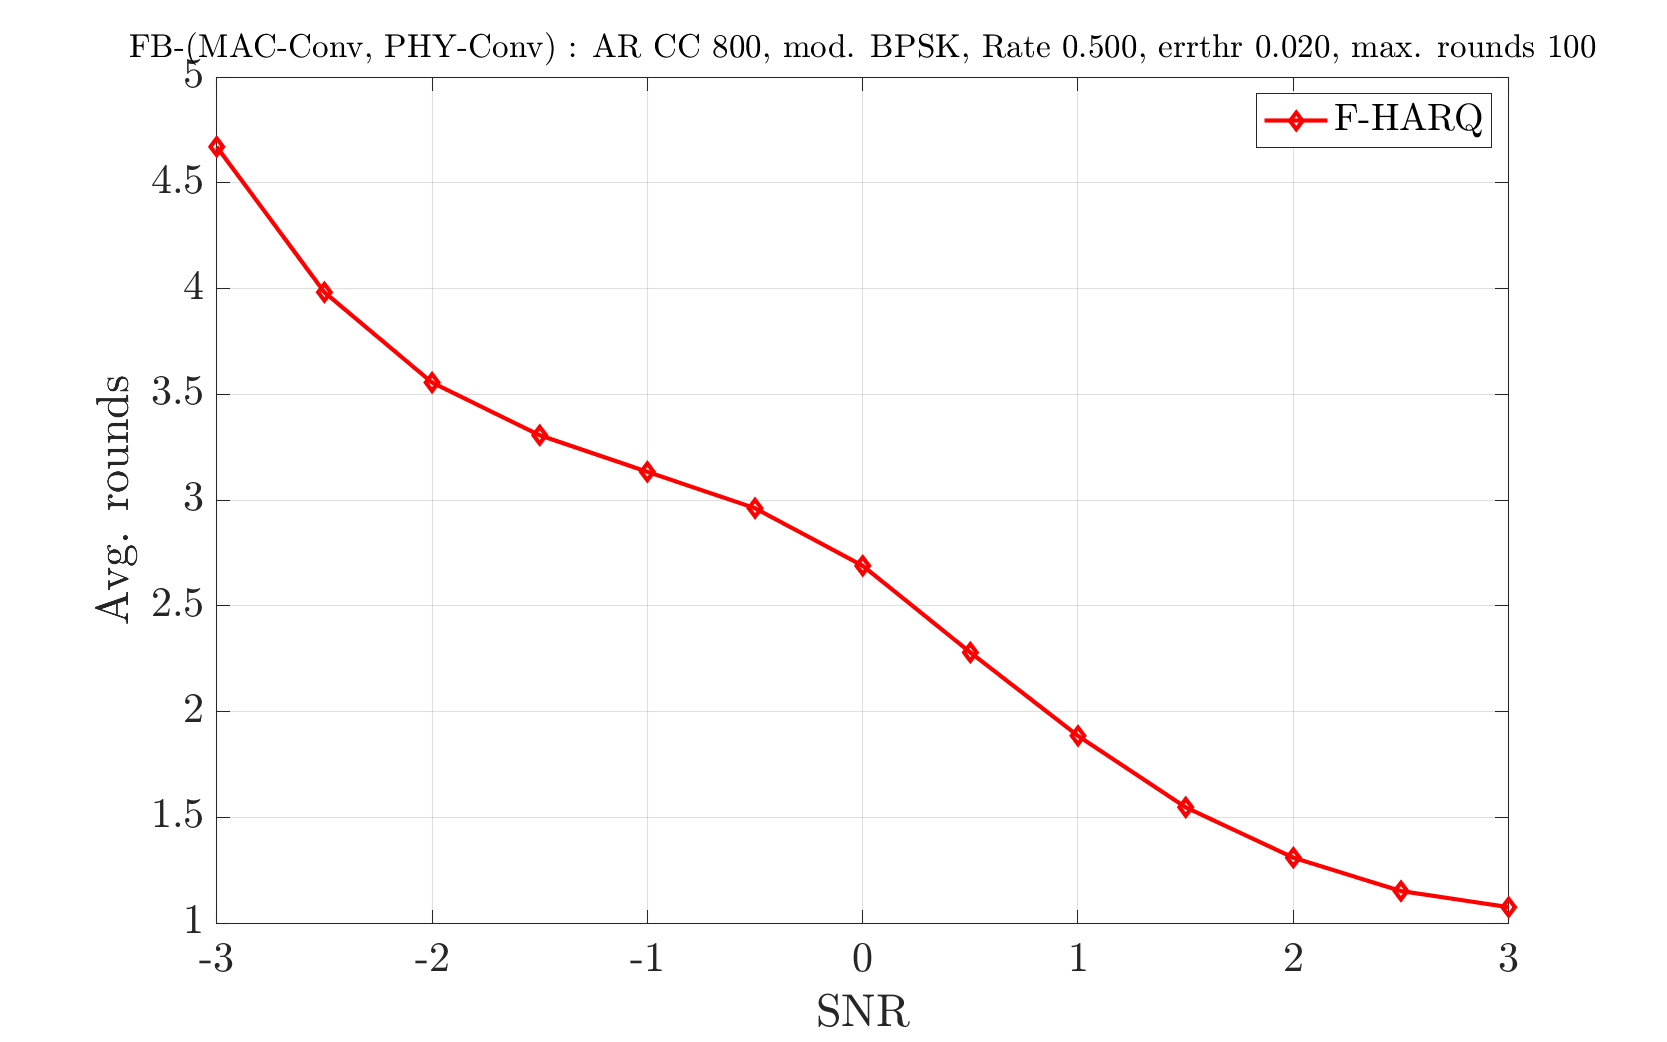 FB-(MAC-Conv, PHY-Conv) : AR CC 800, mod. BPSK, Rate 0.500, errthr 0.020, max. rounds 100
F-HARQ
5
4.5
4
3.5
3
2.5
2
1.5
1
Avg. rounds
-3 -2 -1 0 1 2 3
SNR